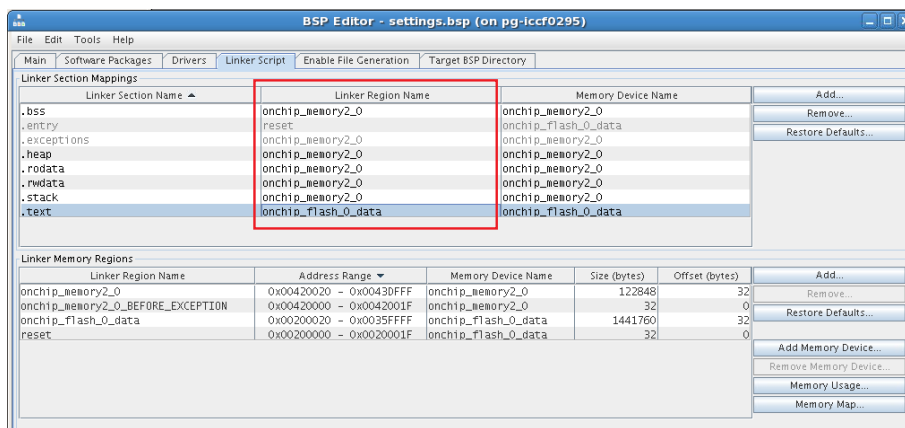 BSP Editor - settings.bsp (on pg-iccf0295)
File Edit Tools Help
Main Software Packages Drivers Linker Script Enable File Generation Target BSP Directory
Linker Section Mappings
Linker Section Name Linker Region Name Memory Device Name Add...
.bss onchip_memory2_0 onchip_memory2_0 Remove...
.entry reset onchip_flash_0_data Restore Defaults...
.exceptions onchip_memory2_0 onchip_memory2_0
.heap onchip_memory2_0 onchip_memory2_0
.rodata onchip_memory2_0 onchip_memory2_0
.rwdata onchip_memory2_0 onchip_memory2_0
.stack onchip_memory2_0 onchip_memory2_0
.text onchip_flash_0_data onchip_flash_0_data
Linker Memory Regions
Linker Region Name Address Range Memory Device Name Size (bytes) Offset (bytes) Add...
onchip_memory2_0 0x00420020 - 0x0043DFFF onchip_memory2_0 122848 32 Remove...
onchip_memory2_0_BEFORE_EXCEPTION 0x00420000 - 0x0042001F onchip_memory2_0 32 0 Restore Defaults...
onchip_flash_0_data 0x00200020 - 0x0035FFFF onchip_flash_0_data 1441760 32
reset 0x00200000 - 0x0020001F onchip_flash_0_data 32 0
Add Memory Device...
Remove Memory Device...
Memory Usage...
Memory Map...